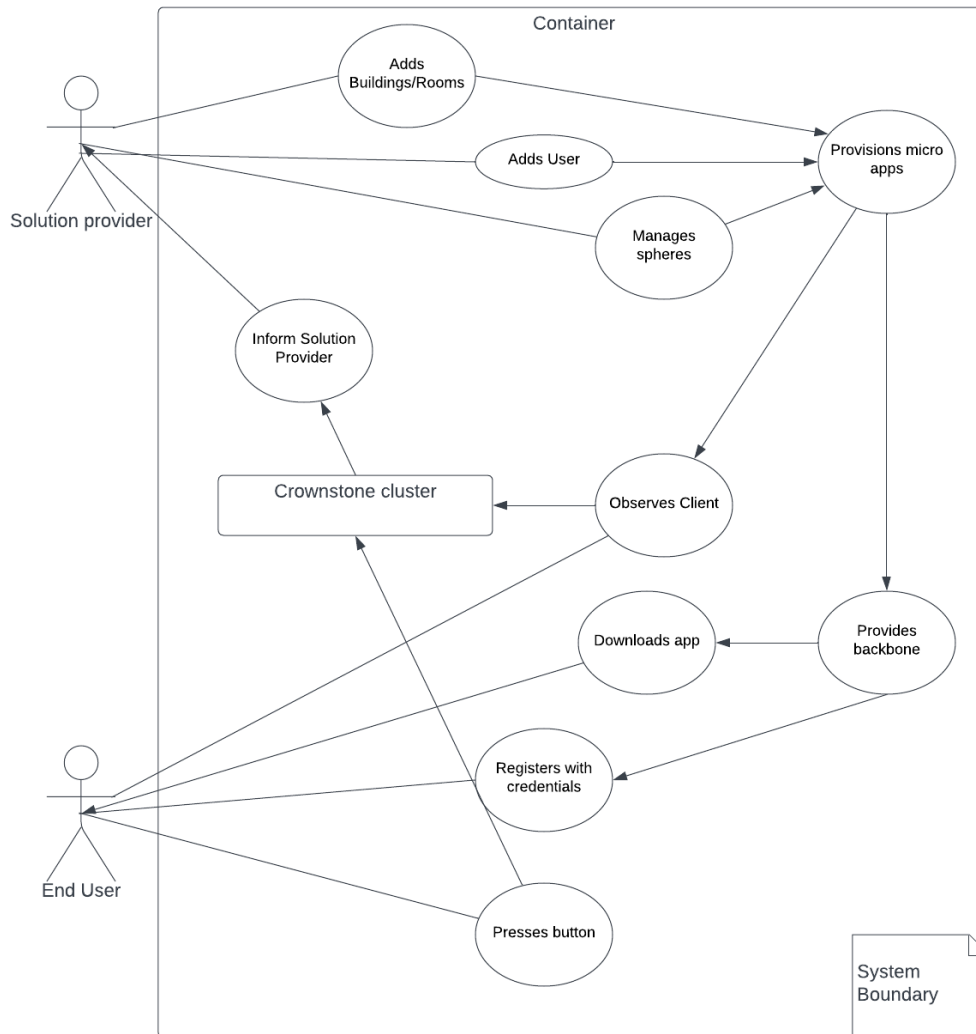 Container
Adds
Buildings/Rooms
Provisions micro
apps
Adds User
Solution provider
Manages
spheres
Inform Solution
Provider
Crownstone cluster
Observes Client
Downloads app
Provides
backbone
Registers with
credentials
End User
Presses button
System
Boundary